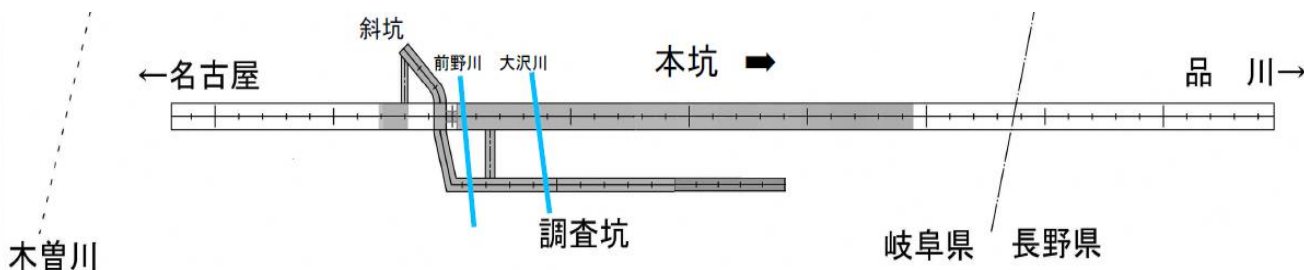 斜坑
前野川 大沢川
本坑 ➡
←名古屋
品 川→
調査坑
木曽川
岐阜県 長野県